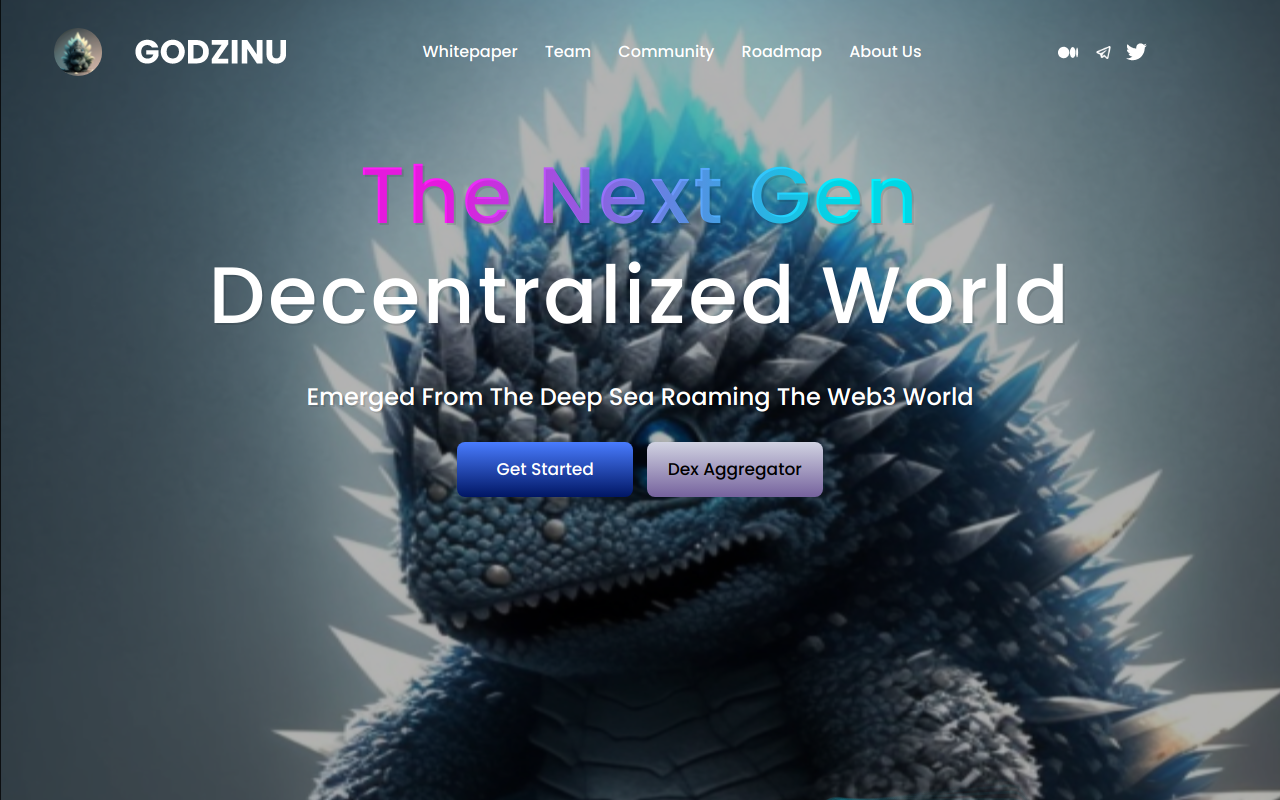 GODZINU
Whitepaper Team Community Roadmap About Us
The Next Gen
Decentralized World
Emerged From The Deep Sea Roaming The Web3 World
Get Started Dex Aggregator